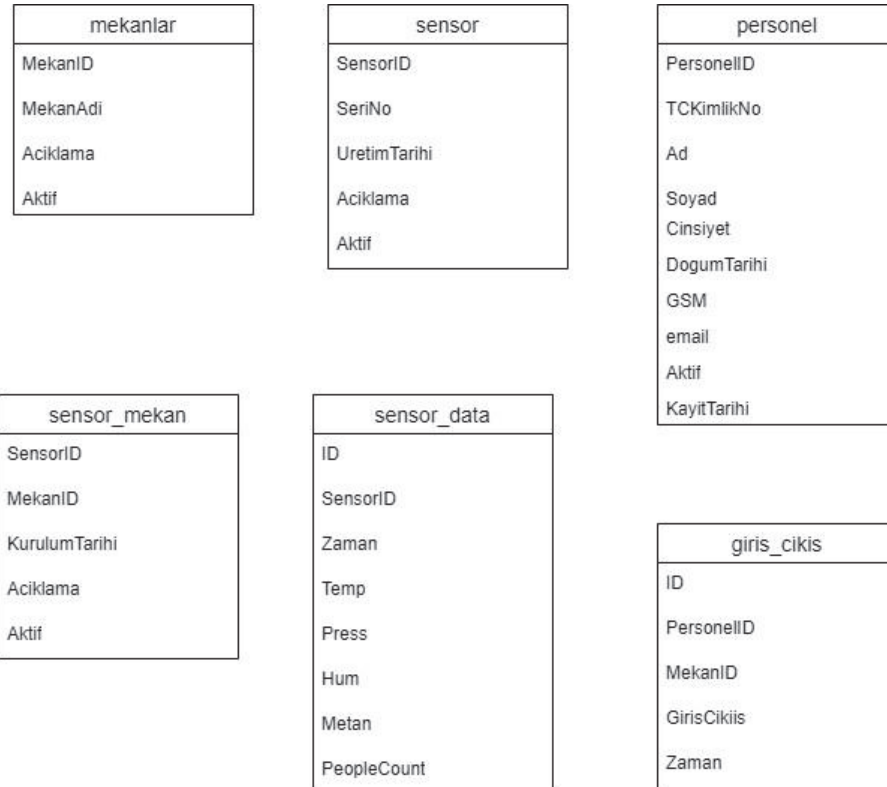 mekanlar
MekanID
MekanAdi
Aciklama
Aktif
sensor
SensorID
SeriNo
UretimTarihi
Aciklama
Aktif
personel
PersonelID
TCKimlikNo
Ad
Soyad
Cinsiyet
DogumTarihi
GSM
email
Aktif
KayitTarihi
sensor_mekan
SensorID
MekanID
KurulumTarihi
Aciklama
Aktif
sensor_data
ID
SensorID
Zaman
Temp
Press
Hum
Metan
PeopleCount
giris_cikis
ID
PersonelID
MekanID
GirisCikiis
Zaman